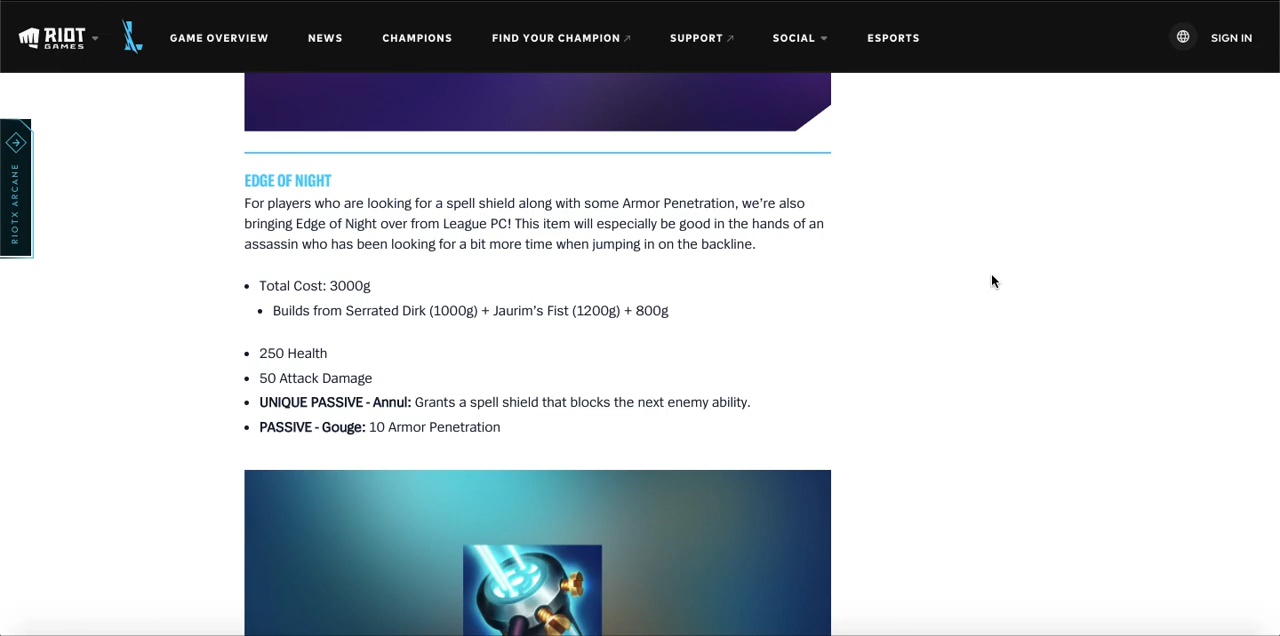 RIOT GAMES
GAME OVERVIEW NEWS CHAMPIONS FIND YOUR CHAMPION SUPPORT SOCIAL ESPORTS SIGN IN
RIOTX ARCANE
EDGE OF NIGHT
For players who are looking for a spell shield along with some Armor Penetration, we’re also
bringing Edge of Night over from League PC! This item will especially be good in the hands of an
assassin who has been looking for a bit more time when jumping in on the backline.
Total Cost: 3000g
Builds from Serrated Dirk (1000g) + Jaurim’s Fist (1200g) + 800g
250 Health
50 Attack Damage
UNIQUE PASSIVE - Annul: Grants a spell shield that blocks the next enemy ability.
PASSIVE - Gouge: 10 Armor Penetration